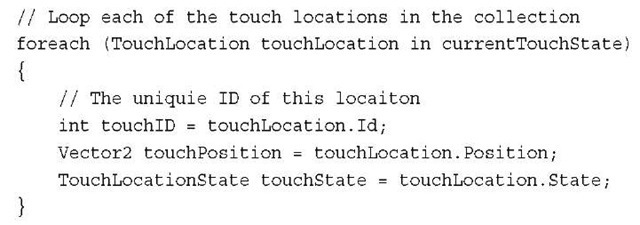 // Loop each of the touch locations in the collection
foreach (TouchLocation touchLocation in currentTouchState)
{
    // The uniquie ID of this locaiton
    int touchID = touchLocation.Id;
    Vector2 touchPosition = touchLocation.Position;
    TouchLocationState touchState = touchLocation.State;
}